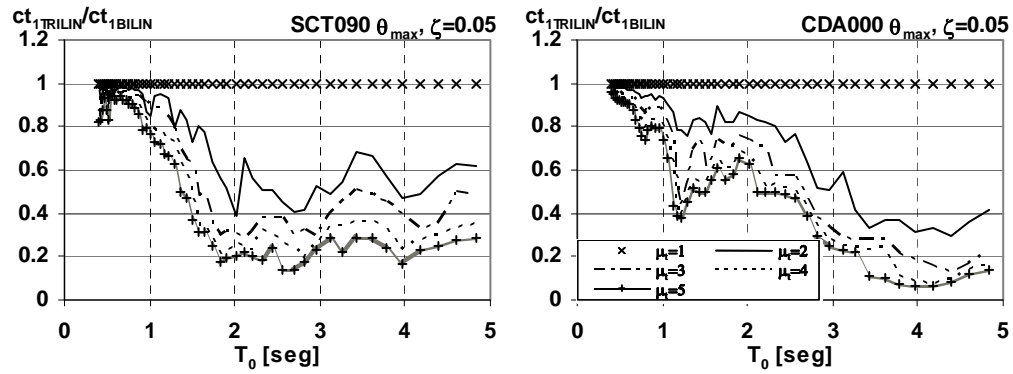 ct1TRILIN/ct1BILIN
SCT090 θmax, ζ=0.05
1.2
1
0.8
0.6
0.4
0.2
0
0 1 2 3 4 5
T0 [seg]
ct1TRILIN/ct1BILIN
CDA000 θmax, ζ=0.05
1.2
1
0.8
0.6
0.4
0.2
0
μt=1 μt=2
μt=3 μt=4
μt=5
0 1 2 3 4 5
T0 [seg]